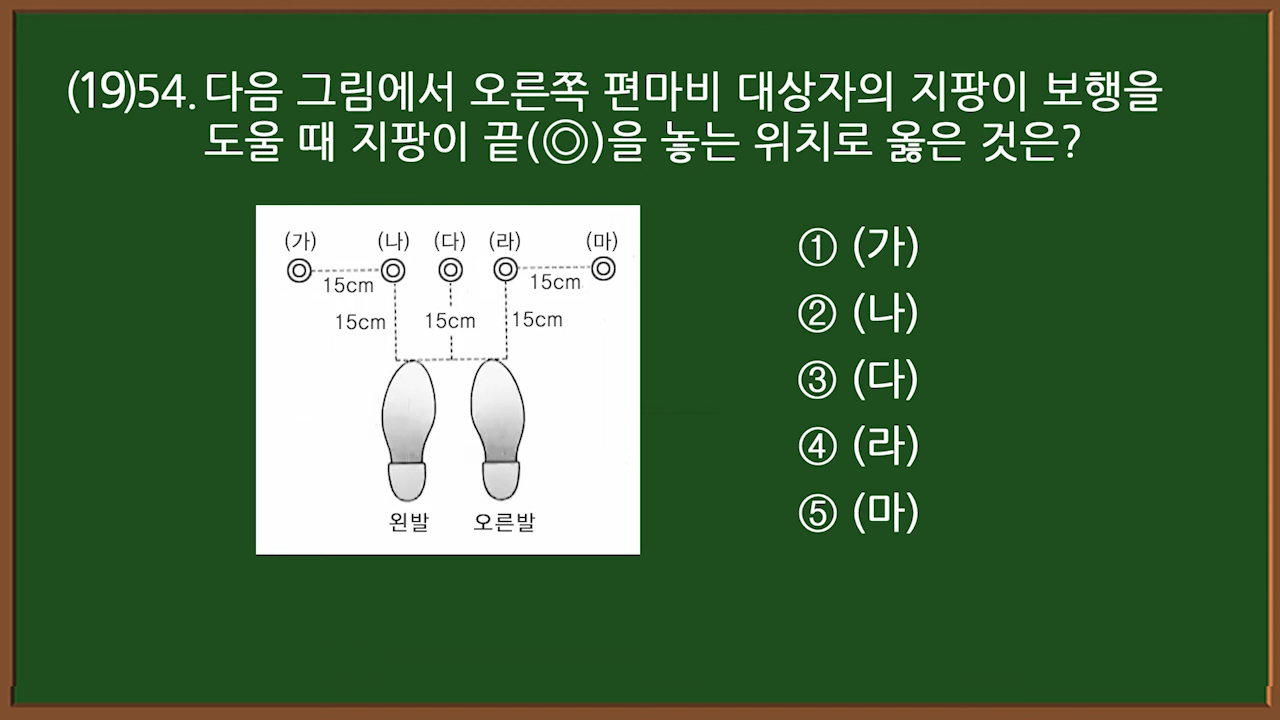 (19)54. 다음 그림에서 오른쪽 편마비 대상자의 지팡이 보행을
도울 때 지팡이 끝(◎)을 놓는 위치로 옳은 것은?
(가) (나) (다) (라) (마)
15cm 15cm
15cm 15cm 15cm
왼발 오른발
① (가)
② (나)
③ (다)
④ (라)
⑤ (마)